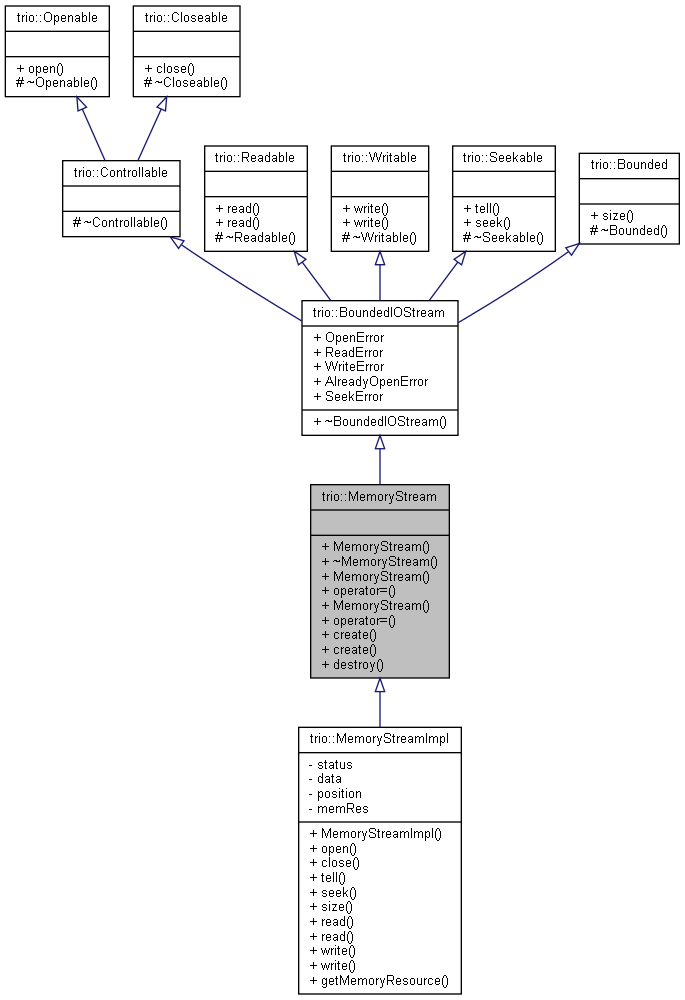 trio::Openable
+ open()
# ~Openable()
trio::Closeable
+ close()
# ~Closeable()
trio::Controllable
# ~Controllable()
trio::Readable
+ read()
+ read()
# ~Readable()
trio::Writable
+ write()
+ write()
# ~Writable()
trio::Seekable
+ tell()
+ seek()
# ~Seekable()
trio::Bounded
+ size()
# ~Bounded()
trio::BoundedIOStream
+ OpenError
+ ReadError
+ WriteError
+ AlreadyOpenError
+ SeekError
+ ~BoundedIOStream()
trio::MemoryStream
+ MemoryStream()
+ ~MemoryStream()
+ MemoryStream()
+ operator=()
+ MemoryStream()
+ operator=()
+ create()
+ create()
+ destroy()
trio::MemoryStreamImpl
- status
- data
- position
- memRes
+ MemoryStreamImpl()
+ open()
+ close()
+ tell()
+ seek()
+ size()
+ read()
+ read()
+ write()
+ write()
+ getMemoryResource()